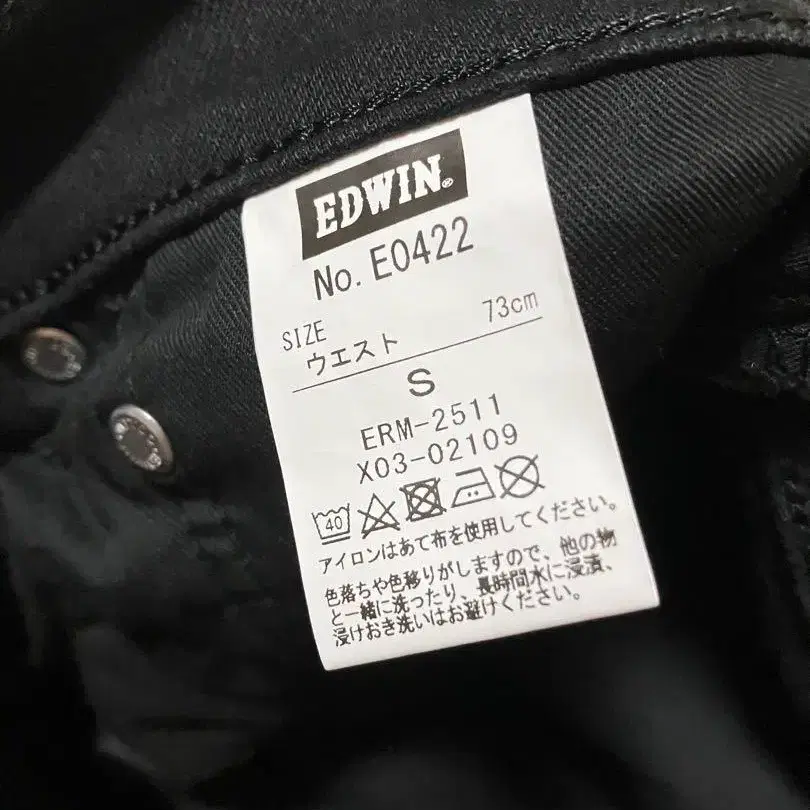 EDWIN®
No. E0422
SIZE
ウエスト 73cm
S
ERM-2511
X03-02109
40
アイロンはあて布を使用してください。
色落ちや色移りがしますので、他の物
と一緒に洗ったり、長時間水に浸漬、
浸けおき洗いはお避けください。